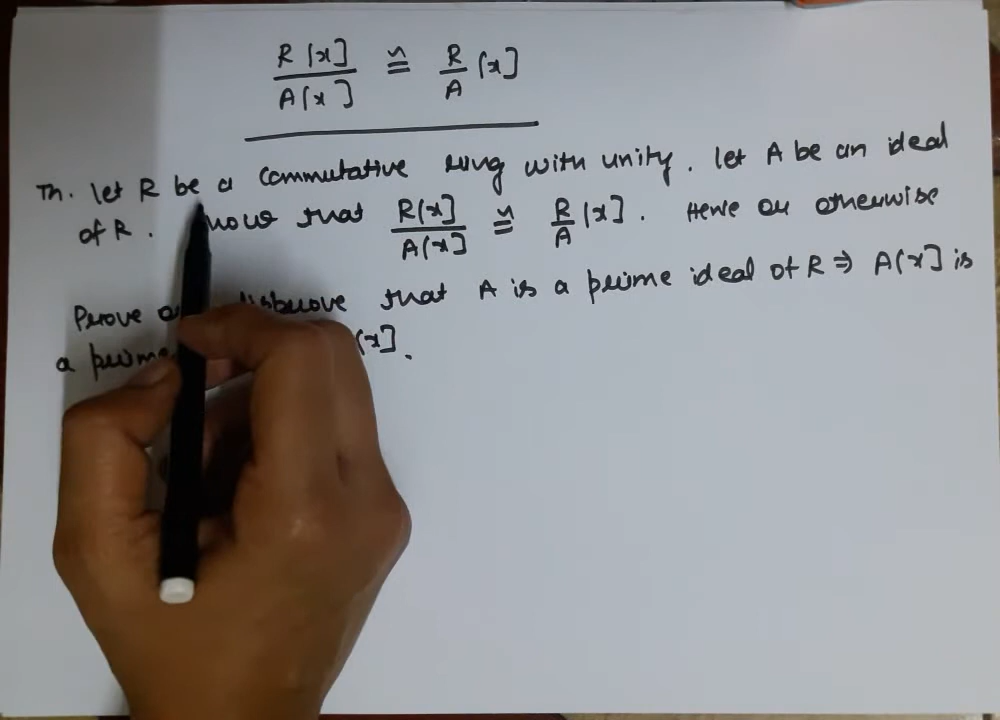 R[x] / A[x] ≅ R/A [x]
Th. let R be a commutative ring with unity. let A be an ideal
of R. that R[x] / A[x] ≅ R/A [x]. Hence or otherwise
Prove that A is a prime ideal of R ⇒ A[x] is
a prime [x].